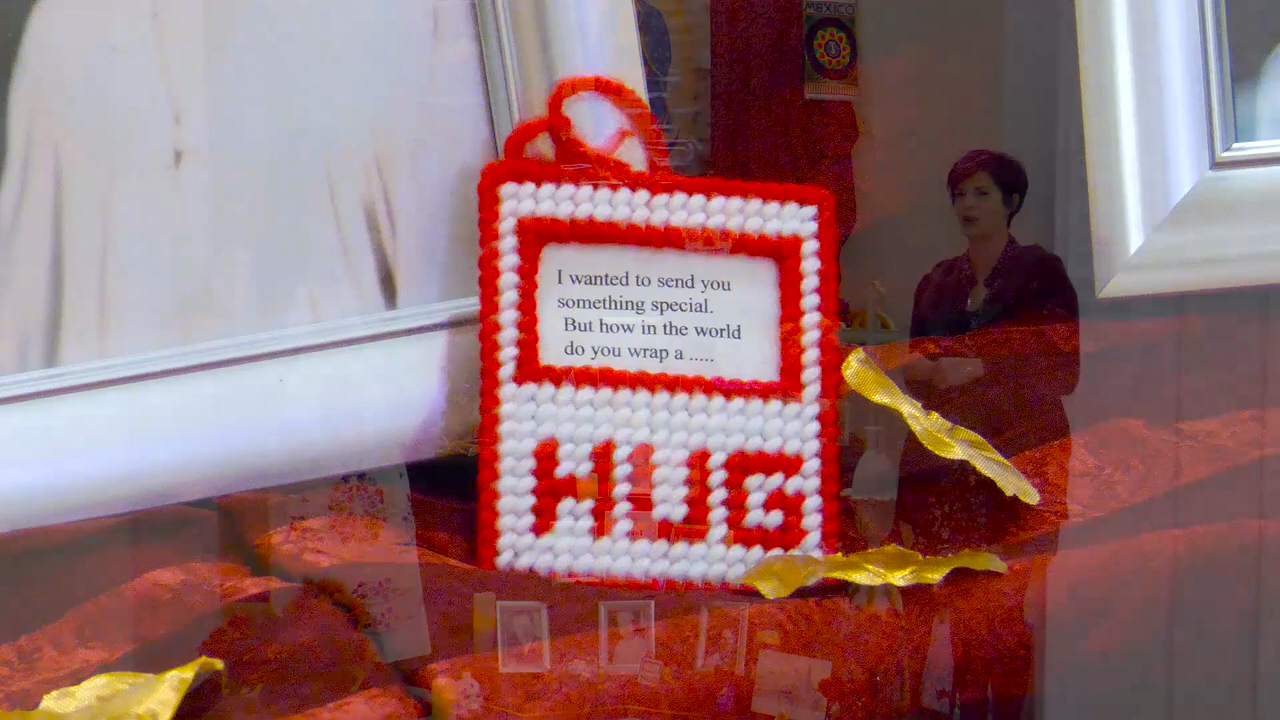 MEXICO
I wanted to send you
something special.
But how in the world
do you wrap a .....
HUG